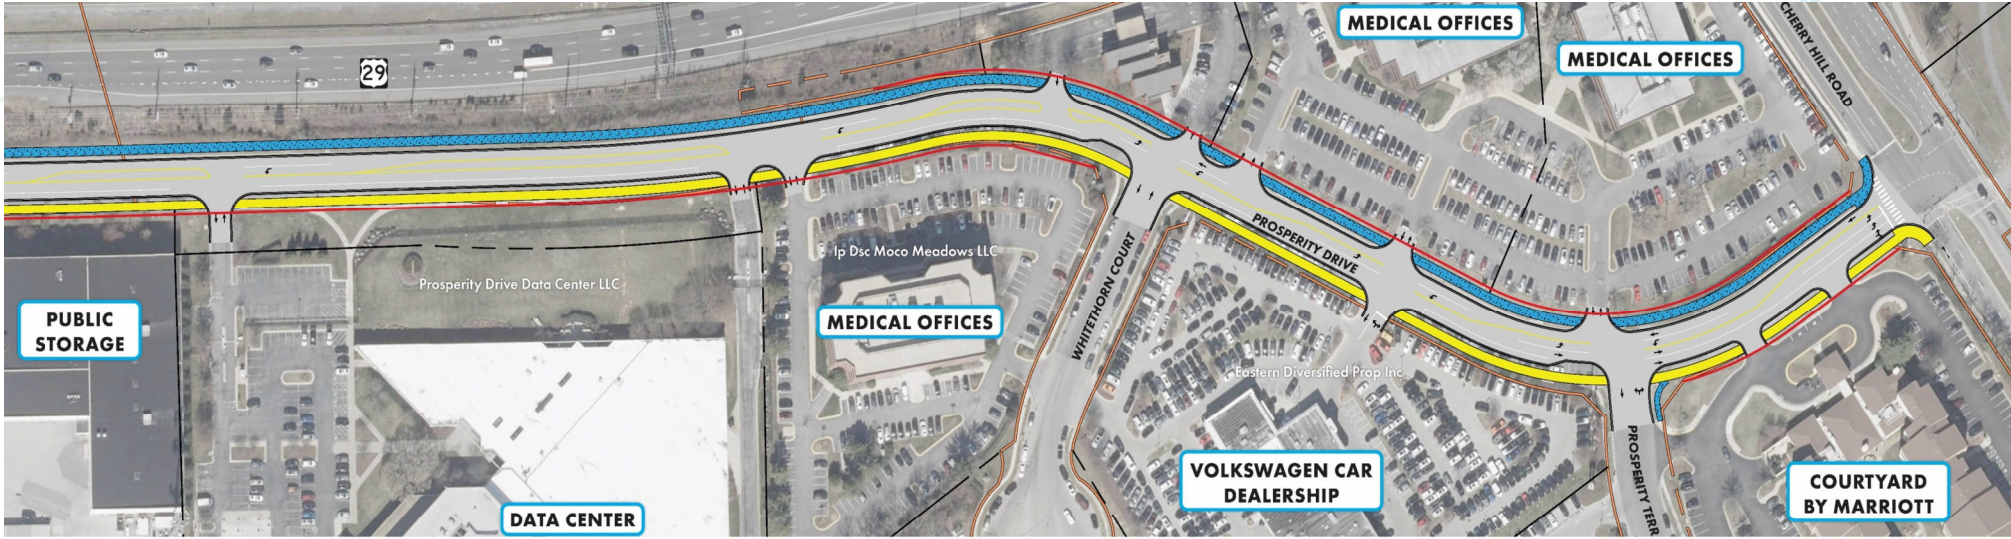 29
MEDICAL OFFICES
MEDICAL OFFICES
CHERRY HILL ROAD
PROSPERITY DRIVE
Ip Dsc Moco Meadows LLC
Prosperity Drive Data Center LLC
PUBLIC
STORAGE
MEDICAL OFFICES
WHITETHORN COURT
Eastern Diversified Prop Inc
VOLKSWAGEN CAR
DEALERSHIP
PROSPERITY TERR
COURTYARD
BY MARRIOTT
DATA CENTER